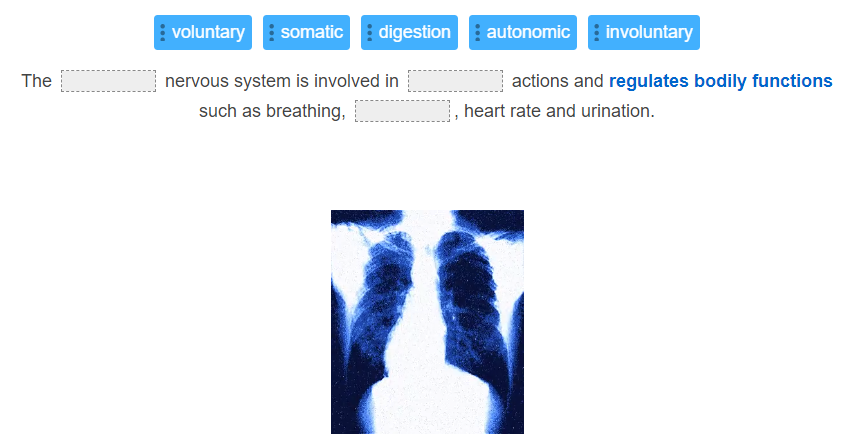 voluntary somatic digestion autonomic involuntary
The nervous system is involved in actions and regulates bodily functions
such as breathing, , heart rate and urination.